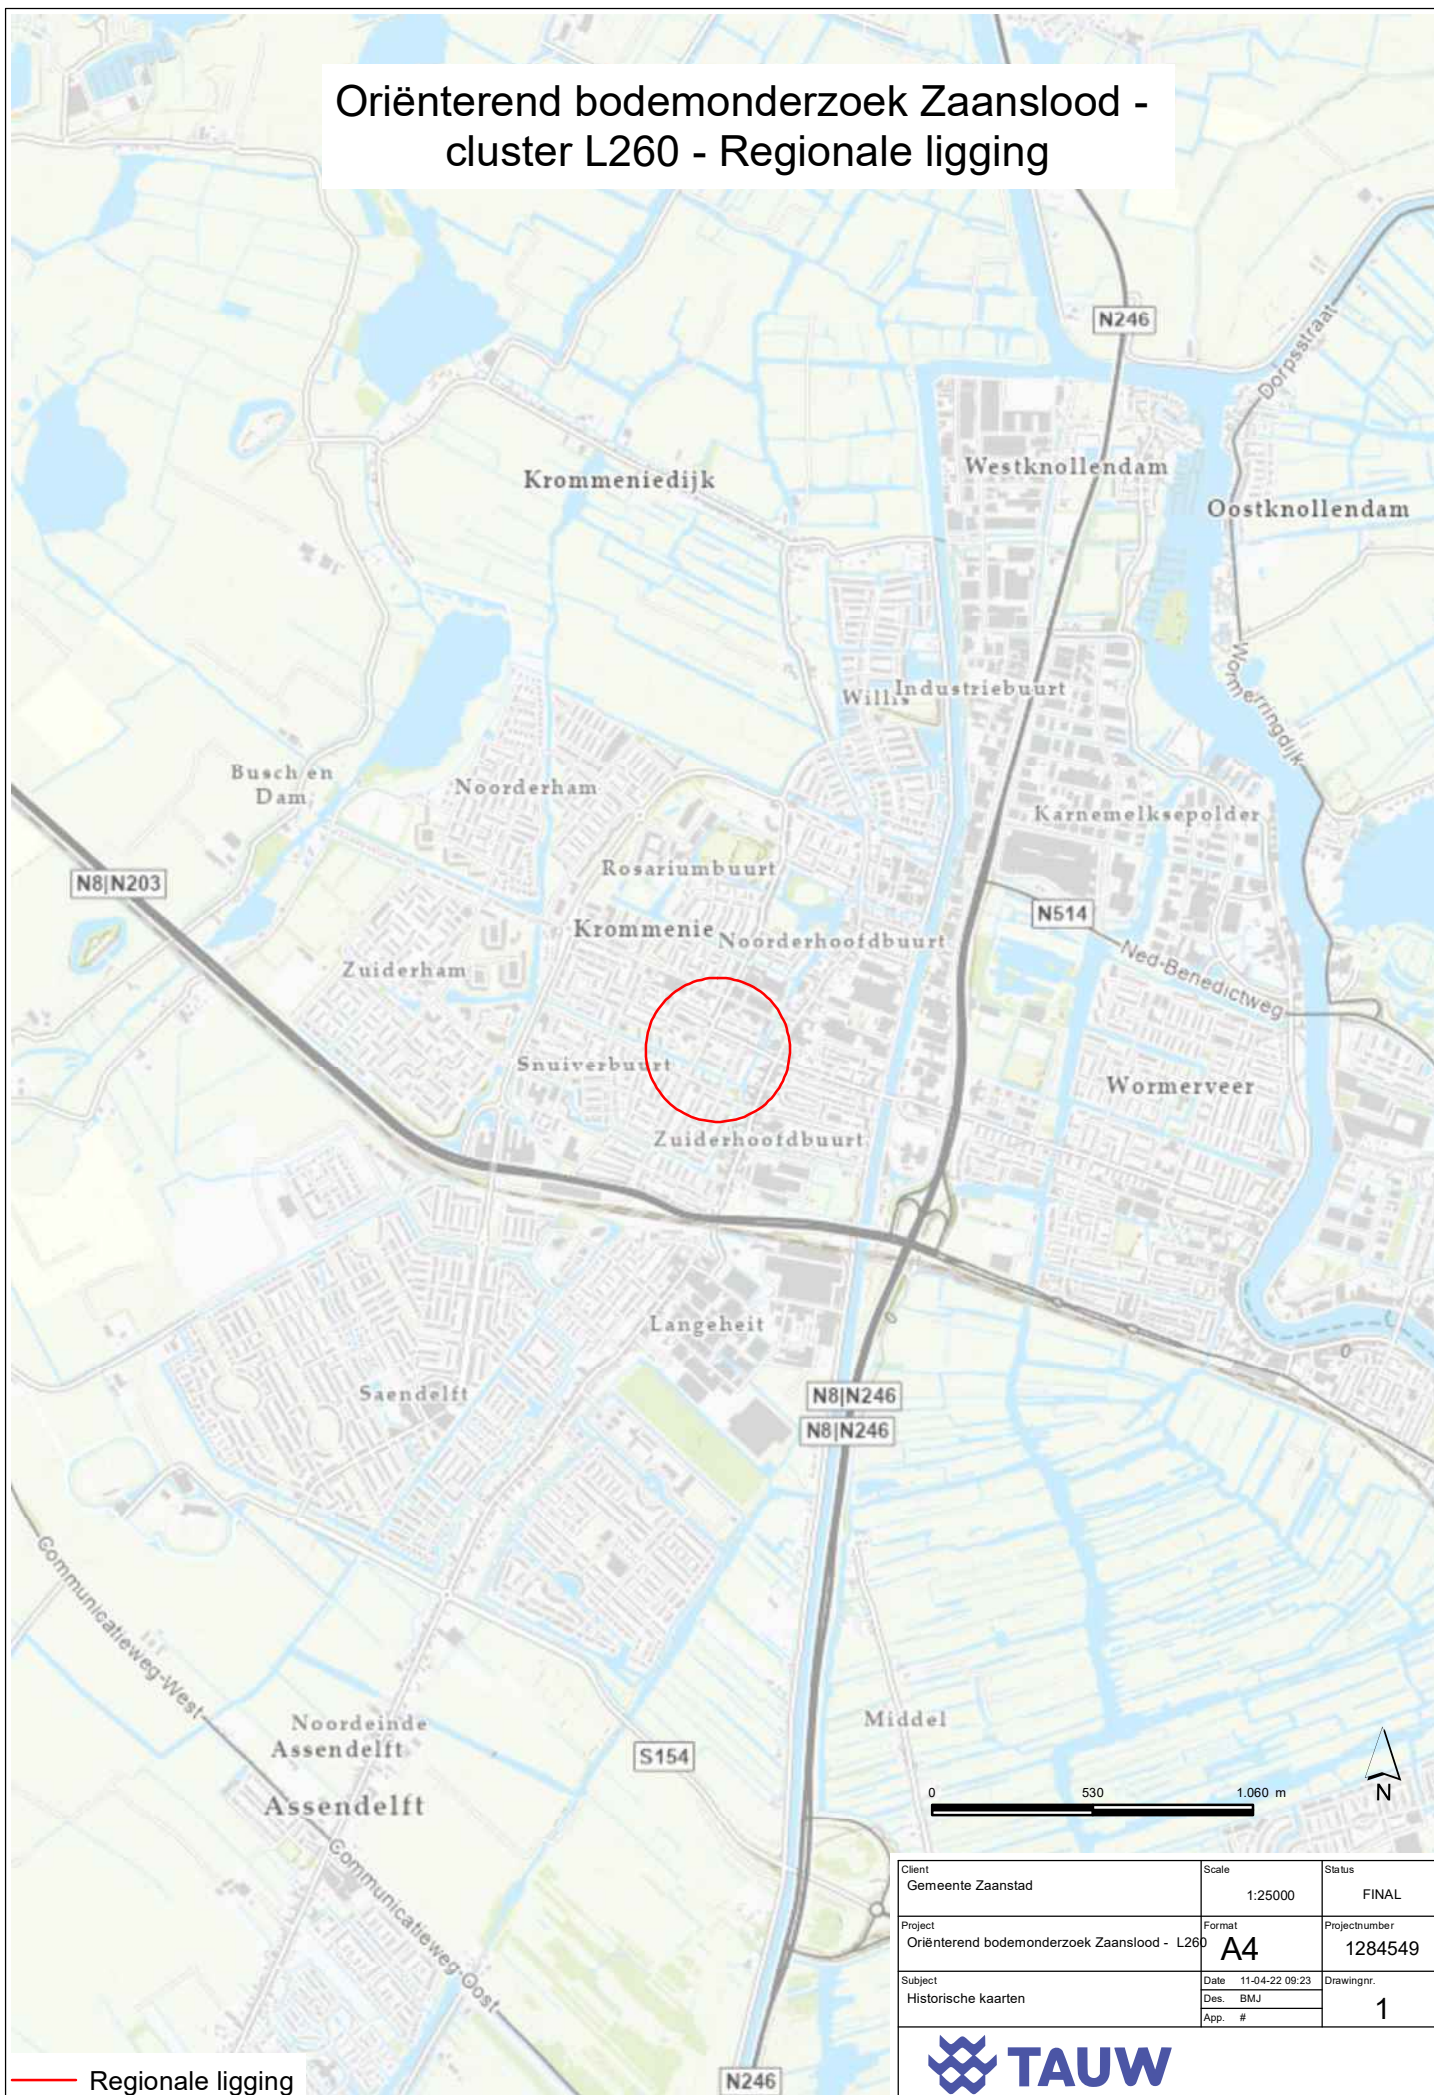 Oriënterend bodemonderzoek Zaanslood -
cluster L260 - Regionale ligging
N246
Dorpsstraat
Westknollendam
Krommeniedijk
Oostknollendam
Wormerringdijk
Willis
Industriebuurt
Busch en
Dam
Noorderham
Karnemelksepolder
Rosariumbuurt
N8|N203
N514
Krommenie
Noorderhoofdbuurt
Ned-Benedictweg
Zuiderham
Snuiverbuurt
Wormerveer
Zuiderhoofdbuurt
Langeheit
Saendelft
N8|N246
N8|N246
Communicatieweg-West
Noordeinde
Assendelft
Middel
S154
Assendelft
0 530 1.060 m
N
Communicatieweg-Oost
N246
Regionale ligging
Client
Gemeente Zaanstad
Scale
1:25000
Status
FINAL
Project
Oriënterend bodemonderzoek Zaanslood - L260
Format
A4
Projectnumber
1284549
Subject
Historische kaarten
Date 11-04-22 09:23
Des. BMJ
App. #
Drawingnr.
1
TAUW